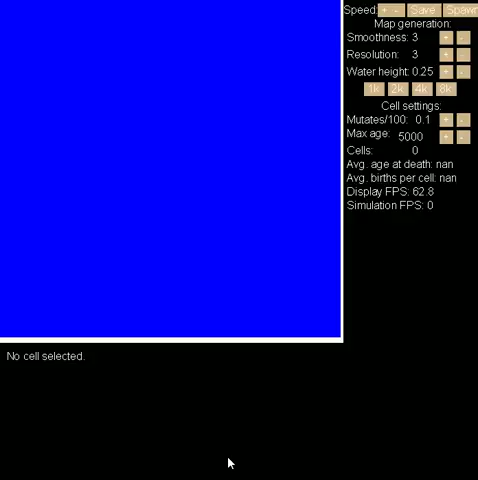 Speed: + - Save Spawn
Map generation:
Smoothness: 3 + -
Resolution: 3 + -
Water height: 0.25 + -
1k 2k 4k 8k
Cell settings:
Mutates/100: 0.1 + -
Max age: 5000 + -
Cells: 0
Avg. age at death: nan
Avg. births per cell: nan
Display FPS: 62.8
Simulation FPS: 0
No cell selected.